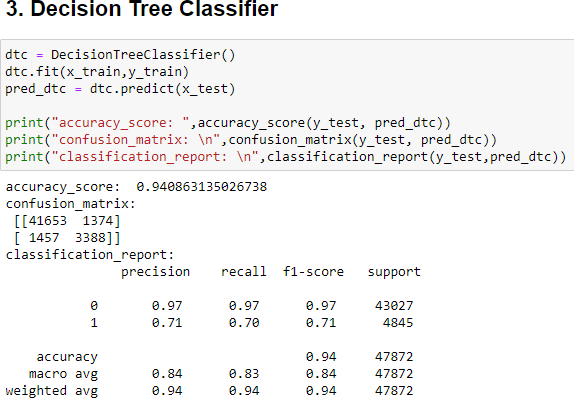 3. Decision Tree Classifier
dtc = DecisionTreeClassifier()
dtc.fit(x_train,y_train)
pred_dtc = dtc.predict(x_test)
print("accuracy_score: ",accuracy_score(y_test, pred_dtc))
print("confusion_matrix: \n",confusion_matrix(y_test, pred_dtc))
print("classification_report: \n",classification_report(y_test,pred_dtc))
accuracy_score:  0.940863135026738
confusion_matrix:
[[41653  1374]
[ 1457  3388]]
classification_report:
precision    recall  f1-score   support
0       0.97      0.97      0.97     43027
1       0.71      0.70      0.71      4845
accuracy                           0.94     47872
macro avg       0.84      0.83      0.84     47872
weighted avg       0.94      0.94      0.94     47872